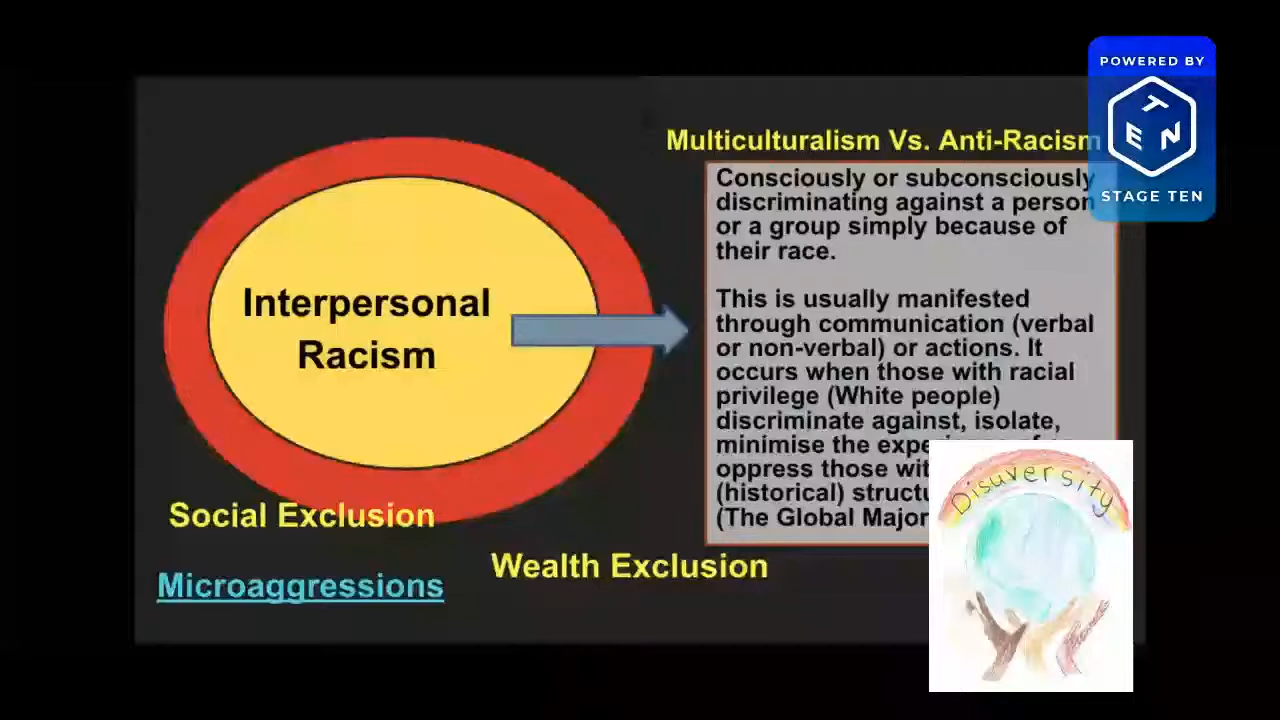 POWERED BY
TEN
STAGE TEN
Multiculturalism Vs. Anti-Racism
Consciously or subconsciously
discriminating against a person
or a group simply because of
their race.
This is usually manifested
through communication (verbal
or non-verbal) or actions. It
occurs when those with racial
privilege (White people)
discriminate against, isolate,
minimise the
oppress those
(historical)
(The Global
Interpersonal
Racism
Social Exclusion
Wealth Exclusion
Microaggressions
Disuversity